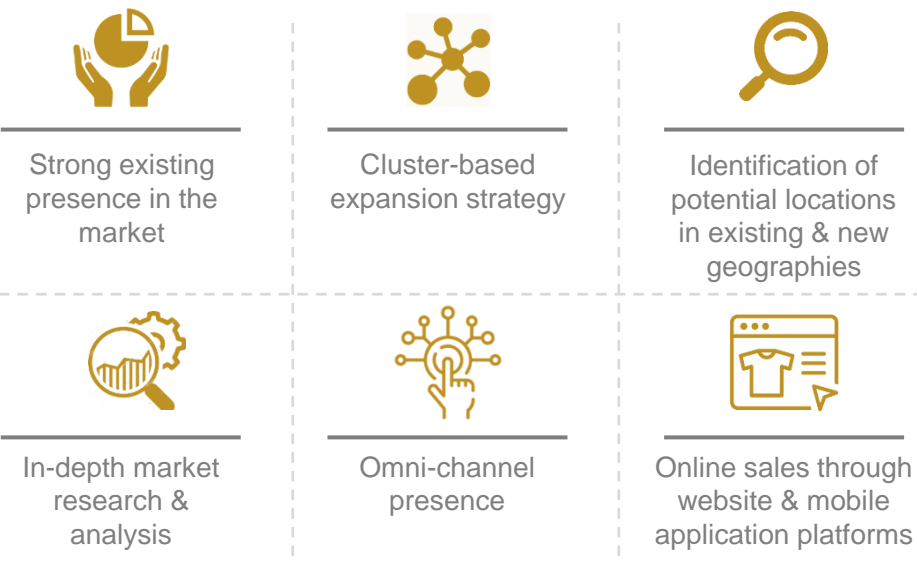 Strong existing
presence in the
market
Cluster-based
expansion strategy
Identification of
potential locations
in existing & new
geographies
In-depth market
research &
analysis
Omni-channel
presence
Online sales through
website & mobile
application platforms